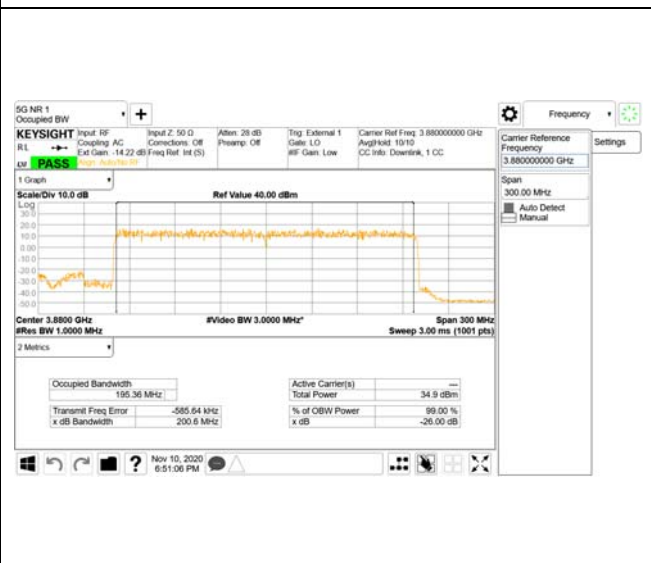 5G NR 1
Occupied BW
Frequency
KEYSIGHT
Input: RF
Input Z: 50 Ω
Atten: 28 dB
Trig: External 1
Carrier Ref Freq: 3.880000000 GHz
RL
Coupling: AC
Corrections: Off
Preamp: Off
Gate: LO
Avg|Hold: 10/10
Ext Gain: -14.22 dB
Freq Ref: Int (S)
#IF Gain: Low
CC Info: Downlink, 1 CC
PASS
Align: Auto/No RF
Carrier Reference
Frequency
3.880000000 GHz
Settings
Span
300.00 MHz
Auto Detect
Manual
1 Graph
Scale/Div 10.0 dB
Ref Value 40.00 dBm
Log
30.0
20.0
10.0
0.00
-10.0
-20.0
-30.0
-40.0
-50.0
Center 3.8800 GHz
#Video BW 3.0000 MHz*
Span 300 MHz
#Res BW 1.0000 MHz
Sweep 3.00 ms (1001 pts)
2 Metrics
Occupied Bandwidth
195.36 MHz
Active Carrier(s)
---
Total Power
34.9 dBm
Transmit Freq Error
-585.64 kHz
% of OBW Power
99.00 %
x dB Bandwidth
200.6 MHz
x dB
-26.00 dB
Nov 10, 2020
6:51:06 PM